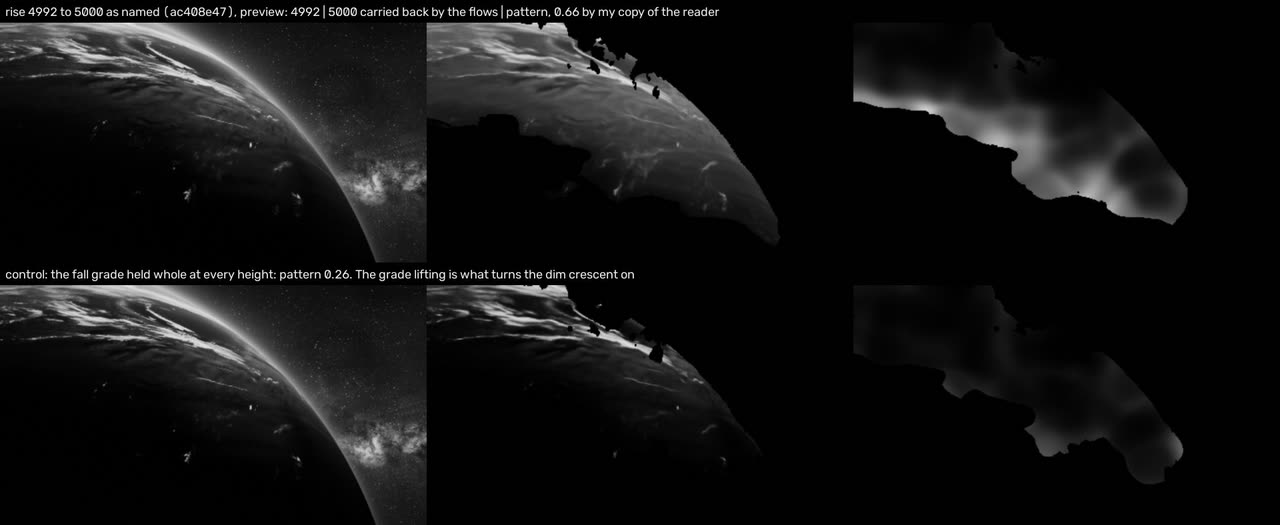 rise 4992 to 5000 as named (ac408e47), preview: 4992 | 5000 carried back by the flows | pattern, 0.66 by my copy of the reader
control: the fall grade held whole at every height: pattern 0.26. The grade lifting is what turns the dim crescent on